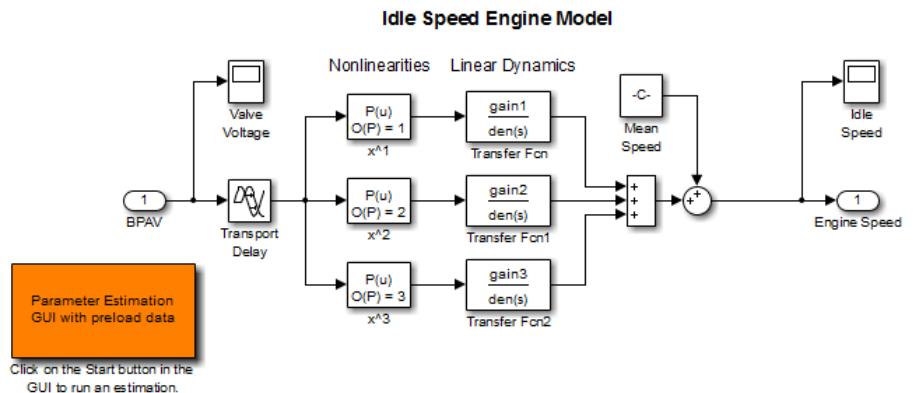 Idle Speed Engine Model
Nonlinearities
Linear Dynamics
Valve
Voltage
P(u)
O(P) = 1
x^1
gain1
den(s)
Transfer Fcn
-C-
Mean
Speed
Idle
Speed
1
BPAV
Transport
Delay
P(u)
O(P) = 2
x^2
gain2
den(s)
Transfer Fcn1
+
+
+
+
+
1
Engine Speed
P(u)
O(P) = 3
x^3
gain3
den(s)
Transfer Fcn2
Parameter Estimation
GUI with preload data
Click on the Start button in the
GUI to run an estimation.